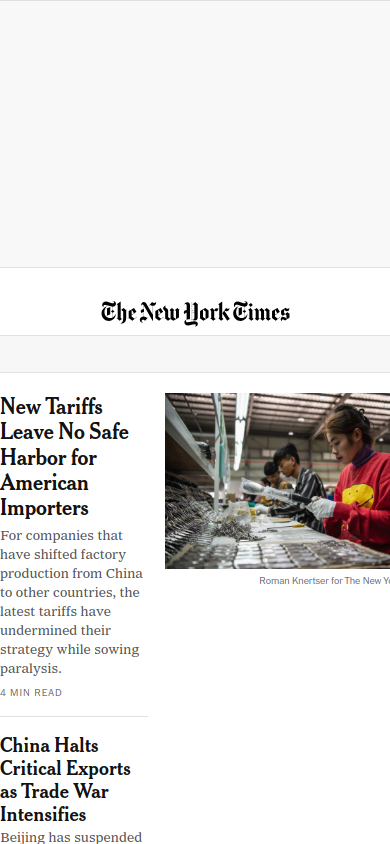 The New York Times
New Tariffs
Leave No Safe
Harbor for
American
Importers
For companies that
have shifted factory
production from China
to other countries, the
latest tariffs have
undermined their
strategy while sowing
paralysis.
4 MIN READ
Roman Knertser for The New
China Halts
Critical Exports
as Trade War
Intensifies
Beijing has suspended